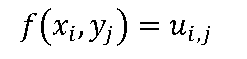 f(x_i, y_j) = u_{i,j}